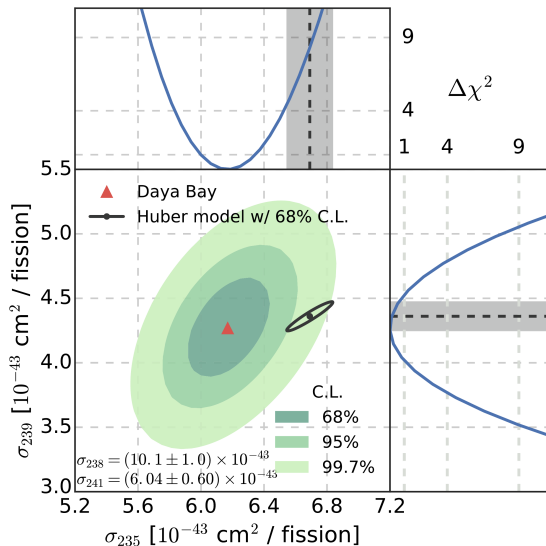 9
4
Δχ²
1 4 9
5.5
5.0
4.5
4.0
3.5
3.0
σ₂₃₉ [10⁻⁴³ cm² / fission]
Daya Bay
Huber model w/ 68% C.L.
C.L.
68%
95%
99.7%
σ₂₃₈ = (10.1 ± 1.0) × 10⁻⁴³
σ₂₄₁ = (6.04 ± 0.60) × 10⁻⁴³
5.2 5.6 6.0 6.4 6.8 7.2
σ₂₃₅ [10⁻⁴³ cm² / fission]